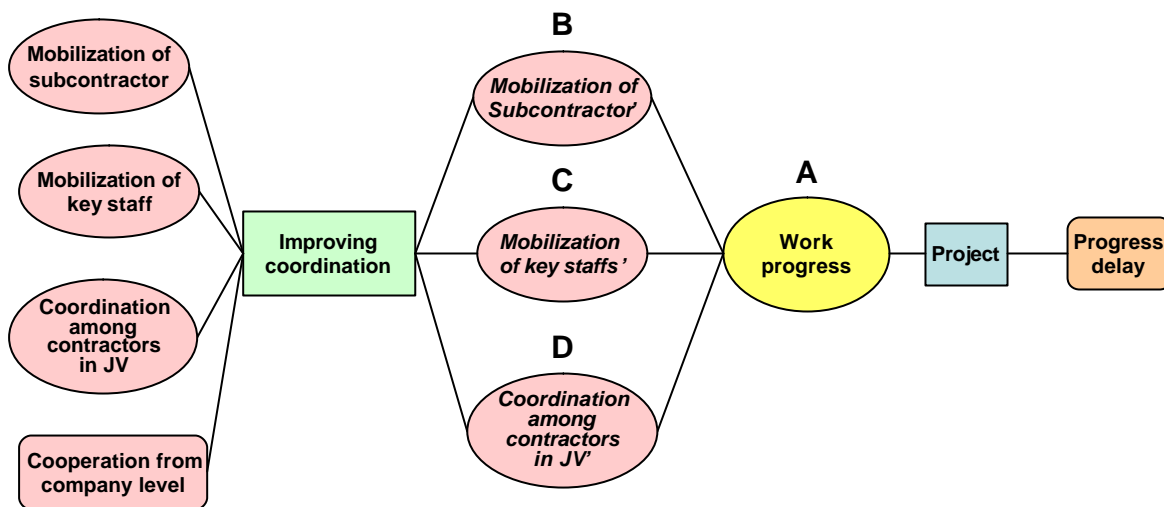 Mobilization of
subcontractor
Mobilization of
key staff
Coordination
among
contractors
in JV
Cooperation from
company level
Improving
coordination
B
Mobilization of
Subcontractor'
C
Mobilization
of key staffs '
D
Coordination
among
contractors
in JV'
A
Work
progress
Project
Progress
delay